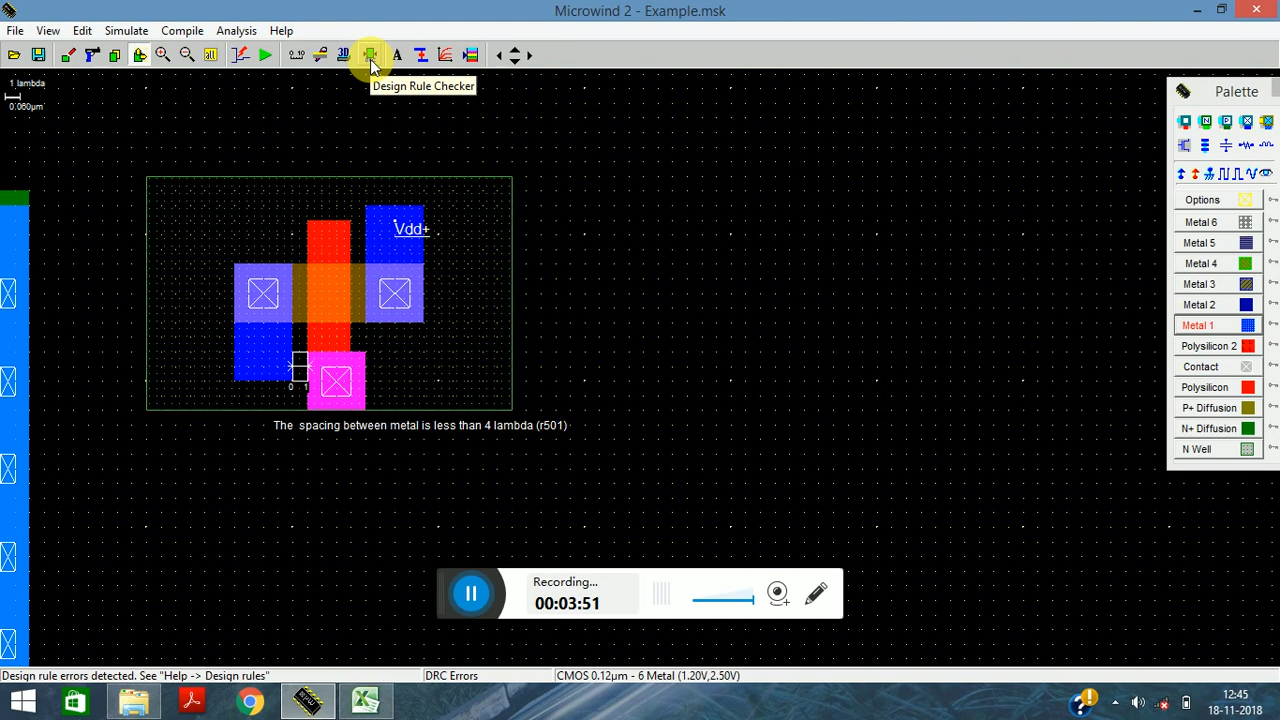 Microwind 2 - Example.msk
File View Edit Simulate Compile Analysis Help
3D A
Design Rule Checker
1 lambda
0.060µm
Palette
Options
Metal 6
Metal 5
Metal 4
Metal 3
Metal 2
Metal 1
Polysilicon 2
Contact
Polysilicon
P+ Diffusion
N+ Diffusion
N Well
Vdd+
0 1
The spacing between metal is less than 4 lambda (r501)
Recording...
00:03:51
Design rule errors detected. See "Help -> Design rules" DRC Errors CMOS 0.12µm - 6 Metal (1.20V,2.50V)
12:45
18-11-2018